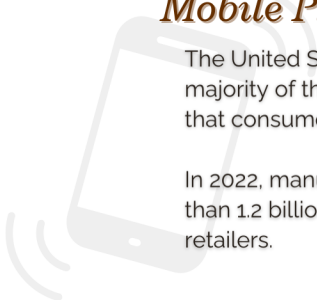 Mobile P
The United S
majority of th
that consume
In 2022, man
than 1.2 billio
retailers.